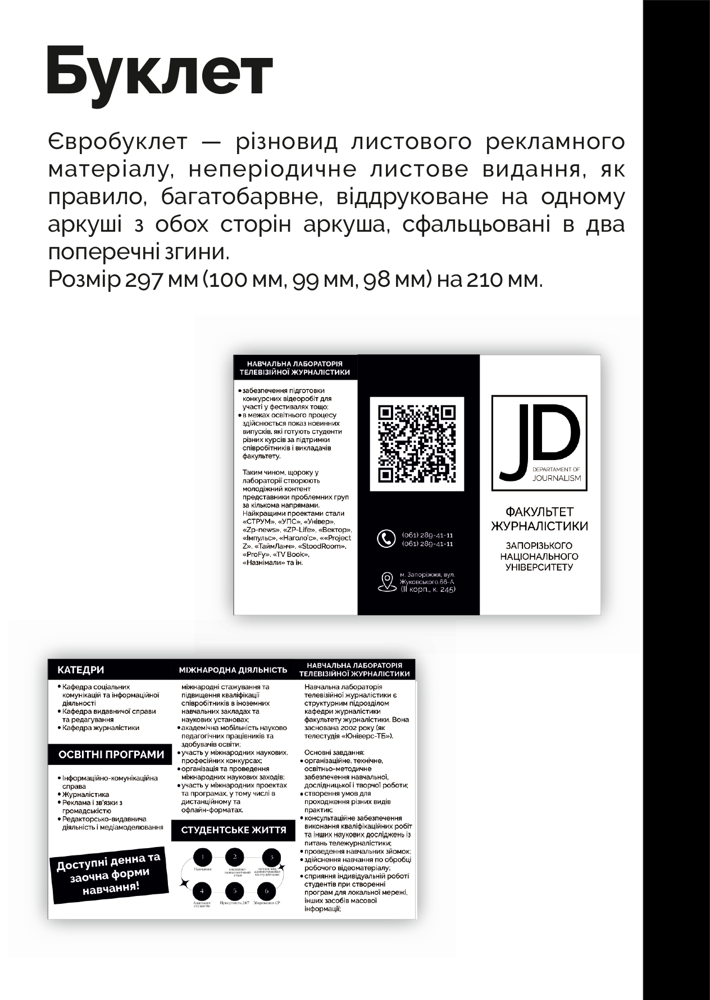 Буклет
Євробуклет — різновид листового рекламного
матеріалу, неперіодичне листове видання, як
правило, багатобарвне, віддруковане на одному
аркуші з обох сторін аркуша, сфальцьовані в два
поперечні згини.
Розмір 297 мм (100 мм, 99 мм, 98 мм) на 210 мм.
НАВЧАЛЬНА ЛАБОРАТОРІЯ
ТЕЛЕВІЗІЙНОЇ ЖУРНАЛІСТИКИ
• забезпечення підготовки
конкурсних відеоробіт для
участі у фестивалях тощо;
• в межах освітнього процесу
здійснюється показ новинних
випусків, які готують студенти
різних курсів за підтримки
співробітників і викладачів
факультету.
Таким чином, щороку у
лабораторії створюють
молодіжний контент
представники проблемних груп
за кількома напрямами.
Найкращими проектами стали
«СТРУМ», «УПС», «Універ»,
«Zp-news», «ZP-Life», «Вектор»,
«Імпульс», «Наголо'с», ««Project
Z», «ТаймЛанч», «StoodRoom»,
«ProFy», «TV Book»,
«Назнімали» та ін.
(061) 289-41-11
(061) 289-41-11
м. Запоріжжя, вул.
Жуковського,66-А
(ІІ корп., к. 245)
JD
DEPARTAMENT OF
JOURNALISM
ФАКУЛЬТЕТ
ЖУРНАЛІСТИКИ
ЗАПОРІЗЬКОГО
НАЦІОНАЛЬНОГО
УНІВЕРСИТЕТУ
КАТЕДРИ
• Кафедра соціальних
комунікацій та інформаційної
діяльності
• Кафедра видавничої справи
та редагування
• Кафедра журналістики
ОСВІТНІ ПРОГРАМИ
• Інформаційно-комунікаційна
справа
• Журналістика
• Реклама і зв'язки з
громадськістю
• Редакторсько-видавнича
діяльність і медіамоделювання
Доступні денна та
заочна форми
навчання!
МІЖНАРОДНА ДІЯЛЬНІСТЬ
міжнародні стажування та
підвищення кваліфікації
співробітників в іноземних
навчальних закладах та
наукових установах;
• академічна мобільність науково
педагогічних працівників та
здобувачів освіти;
• участь у міжнародних наукових,
професійних конкурсах;
• організація та проведення
міжнародних наукових заходів;
• участь у міжнародних проектах
та програмах, у тому числі в
дистанційному та
офлайн-форматах.
СТУДЕНТСЬКЕ ЖИТТЯ
1 2 3
Навчання
емоційно-
психологічний
стан
зв'язок між
адміністрацією
та студентами
4 5 6
Адаптація
студентів
Присутність 24/7
Збереження СР
НАВЧАЛЬНА ЛАБОРАТОРІЯ
ТЕЛЕВІЗІЙНОЇ ЖУРНАЛІСТИКИ
Навчальна лабораторія
телевізійної журналістики є
структурним підрозділом
кафедри журналістики
факультету журналістики. Вона
заснована 2002 року (як
телестудія «Юніверс-ТБ»).
Основні завдання:
• організаційне, технічне,
освітньо-методичне
забезпечення навчальної,
дослідницької і творчої роботи;
• створення умов для
проходження різних видів
практик;
• консультаційне забезпечення
виконання кваліфікаційних робіт
та інших наукових досліджень із
питань тележурналістики;
• проведення навчальних зйомок;
• здійснення навчання по обробці
робочого відеоматеріалу;
• сприяння індивідуальній роботі
студентів при створенні
програм для локальної мережі,
інших засобів масової
інформації;